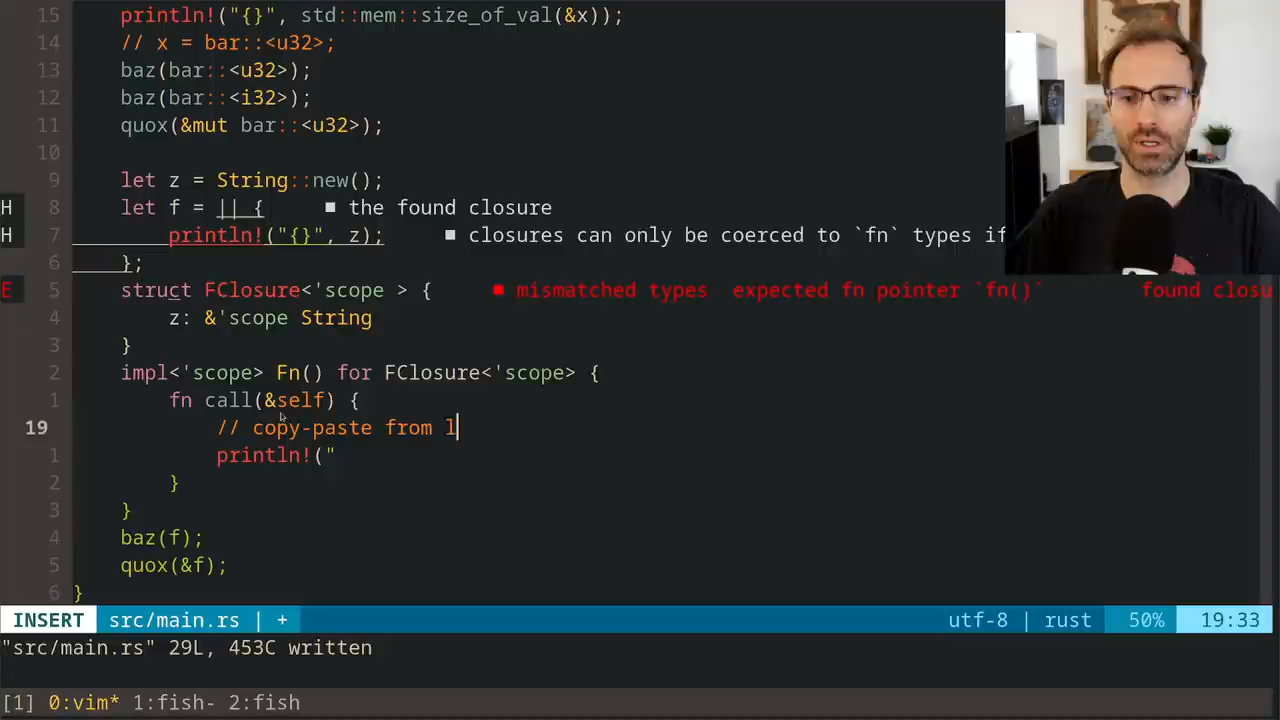 15 println!("{}", std::mem::size_of_val(&x));
14 // x = bar::<u32>;
13 baz(bar::<u32>);
12 baz(bar::<i32>);
11 quox(&mut bar::<u32>);
10
9 let z = String::new();
H 8 let f = || { ■ the found closure
H 7 println!("{}", z); ■ closures can only be coerced to `fn` types if
6 };
E 5 struct FClosure<'scope > { ■ mismatched types expected fn pointer `fn()` found closu
4 z: &'scope String
3 }
2 impl<'scope> Fn() for FClosure<'scope> {
1 fn call(&self) {
19 // copy-paste from l
1 println!("
2 }
3 }
4 baz(f);
5 quox(&f);
6 }
INSERT src/main.rs | + utf-8 | rust 50% 19:33
"src/main.rs" 29L, 453C written
[1] 0:vim* 1:fish- 2:fish